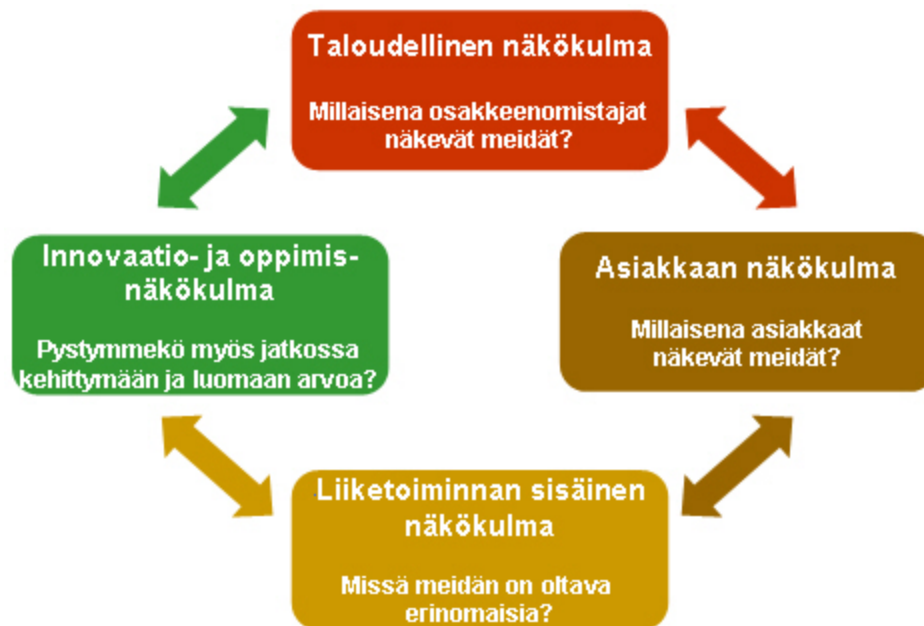 Taloudellinen näkökulma
Millaisena osakkeenomistajat
näkevät meidät?
Innovaatio- ja oppimis-
näkökulma
Pystymmekö myös jatkossa
kehittymään ja luomaan arvoa?
Asiakkaan näkökulma
Millaisena asiakkaat
näkevät meidät?
Liiketoiminnan sisäinen
näkökulma
Missä meidän on oltava
erinomaisia?